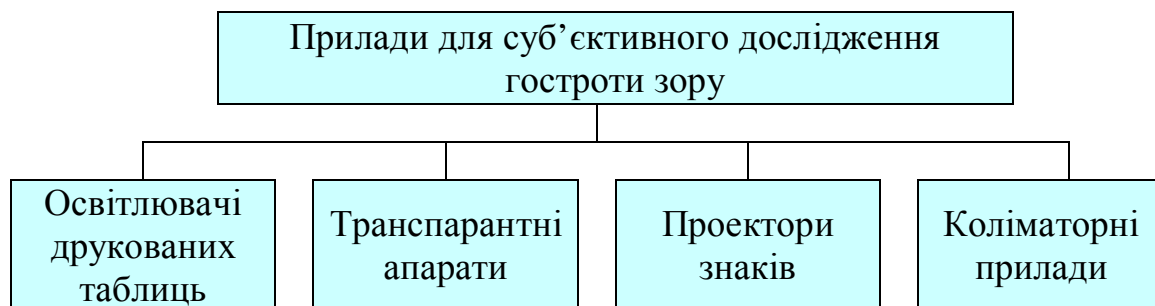 Прилади для суб’єктивного дослідження
гостроти зору
Освітлювачі
друкованих
таблиць
Транспарантні
апарати
Проектори
знаків
Коліматорні
прилади